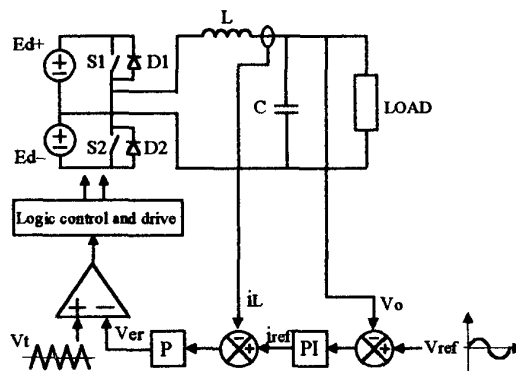 L
Ed+
S1
D1
C
LOAD
Ed-
S2
D2
Logic control and drive
iL
Vo
+ −
Vt
Ver
P
iref
PI
Vref